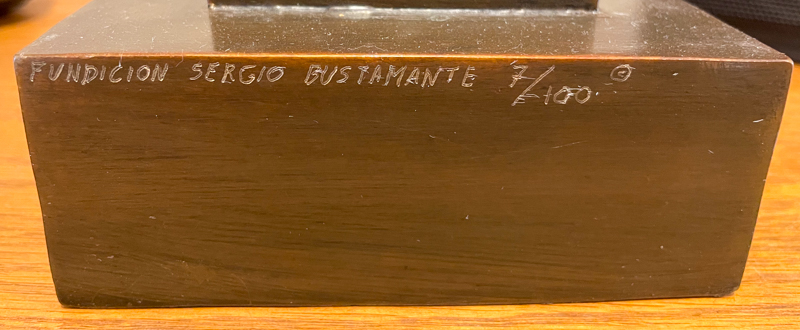 FUNDICION SERGIO BUSTAMANTE 7/100 ©